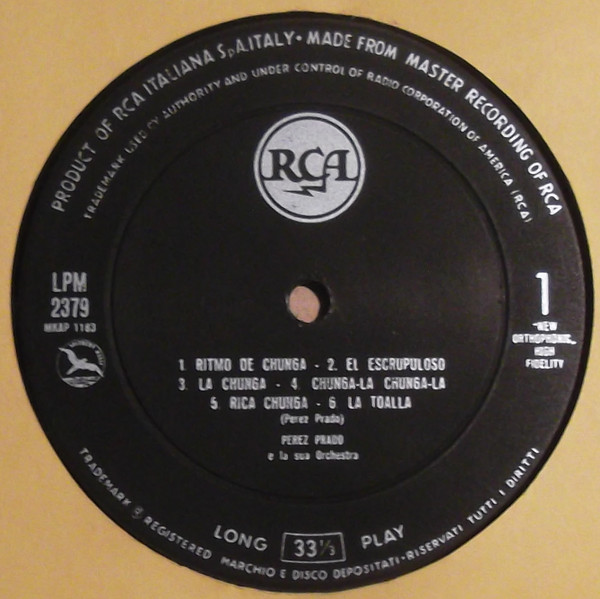 PRODUCT OF RCA ITALIANA S.p.A. ITALY • MADE FROM MASTER RECORDING OF RCA
TRADEMARK USED BY AUTHORITY AND UNDER CONTROL OF RADIO CORPORATION OF AMERICA (RCA)
RCA
LPM
2379
MKAP 1183
1
"NEW
ORTHOPHONIC"
HIGH
FIDELITY
1. RITMO DE CHUNGA - 2. EL ESCRUPULOSO
3. LA CHUNGA - 4. CHUNGA-LA CHUNGA-LA
5. RICA CHUNGA - 6 LA TOALLA
(Perez Prado)
PEREZ PRADO
e la sua Orchestra
LONG 33⅓ PLAY
TRADEMARK ® REGISTERED MARCHIO E DISCO DEPOSITATI • RISERVATI TUTTI I DIRITTI